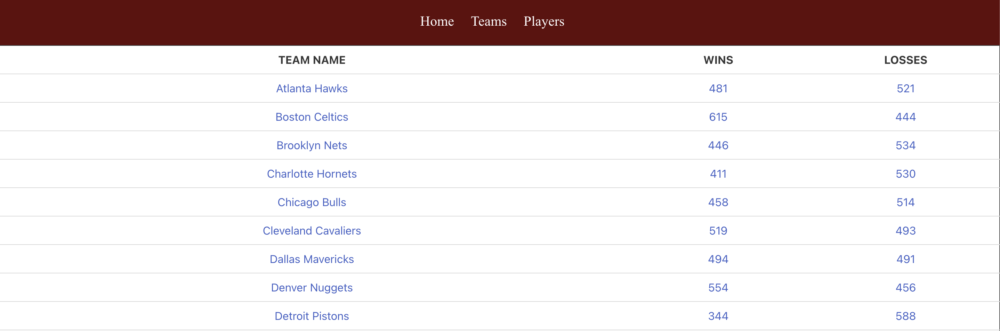 Home Teams Players
TEAM NAME WINS LOSSES
Atlanta Hawks 481 521
Boston Celtics 615 444
Brooklyn Nets 446 534
Charlotte Hornets 411 530
Chicago Bulls 458 514
Cleveland Cavaliers 519 493
Dallas Mavericks 494 491
Denver Nuggets 554 456
Detroit Pistons 344 588